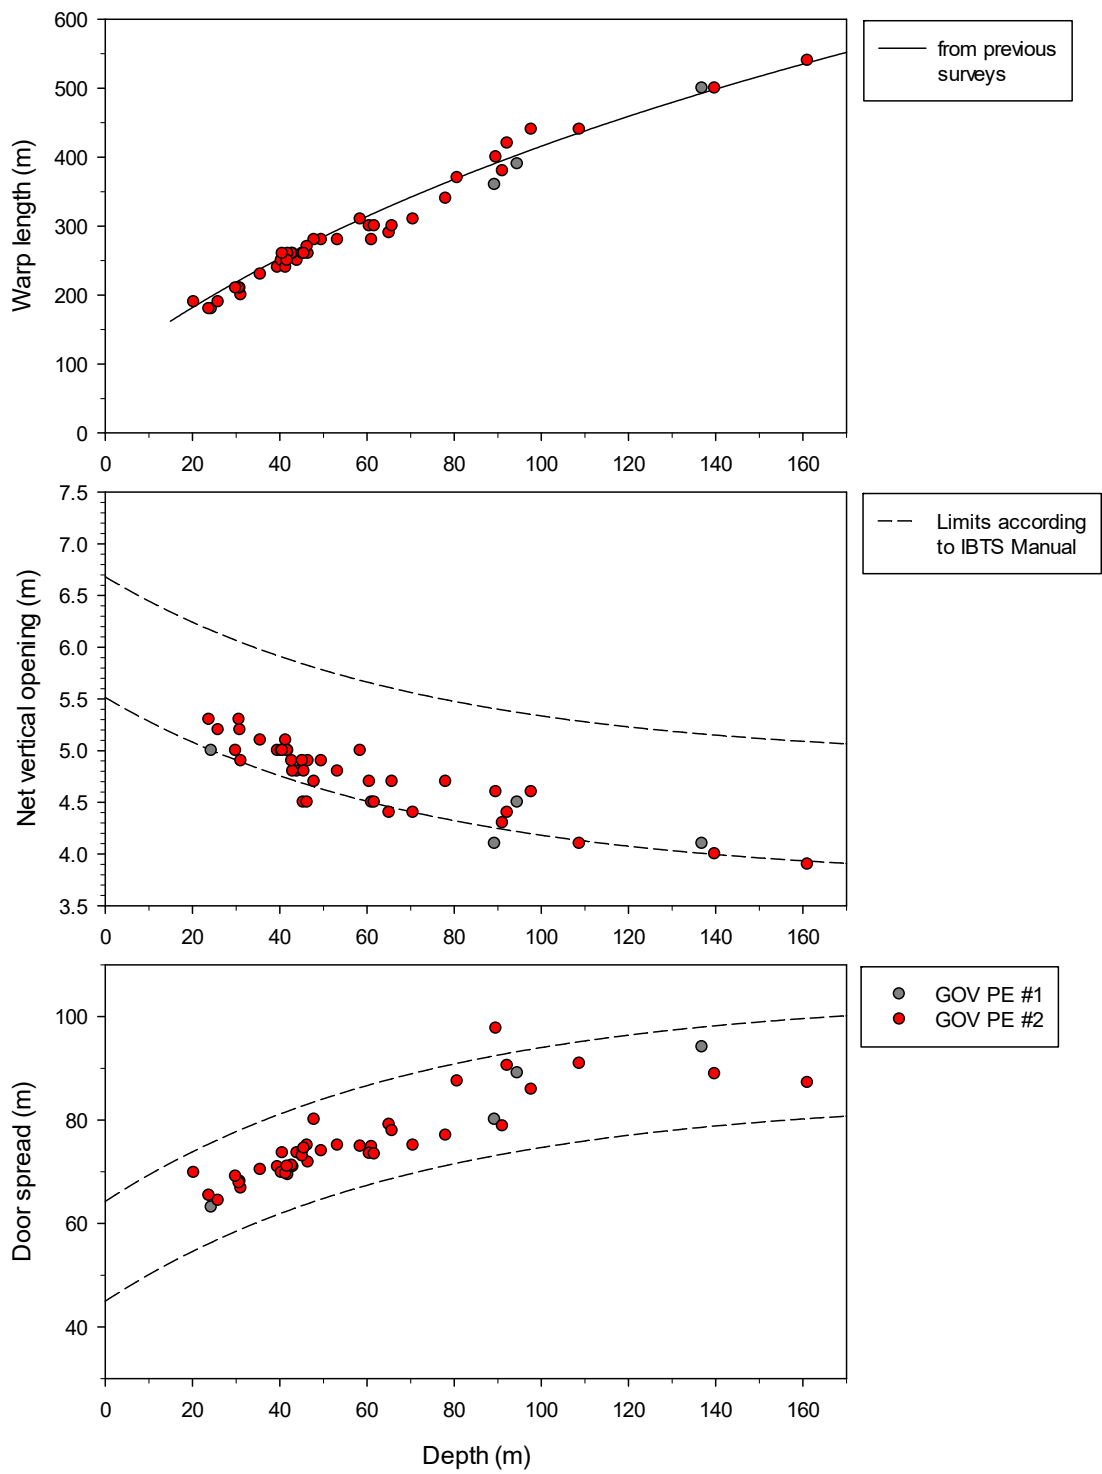 600
500
400
300
200
100
0
Warp length (m)
0 20 40 60 80 100 120 140 160
from previous
surveys
7.5
7.0
6.5
6.0
5.5
5.0
4.5
4.0
3.5
Net vertical opening (m)
0 20 40 60 80 100 120 140 160
Limits according
to IBTS Manual
100
80
60
40
Door spread (m)
0 20 40 60 80 100 120 140 160
GOV PE #1
GOV PE #2
Depth (m)